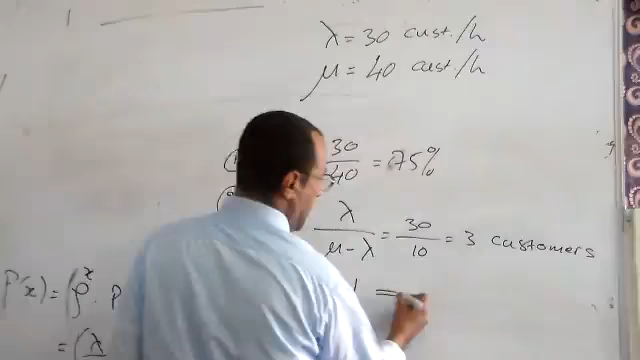 λ = 30 cust./h
μ = 40 cust./h
30/40 = 75%
λ/(μ-λ) = 30/10 = 3 customers
P(x) = (ρ^x . P
= (λ